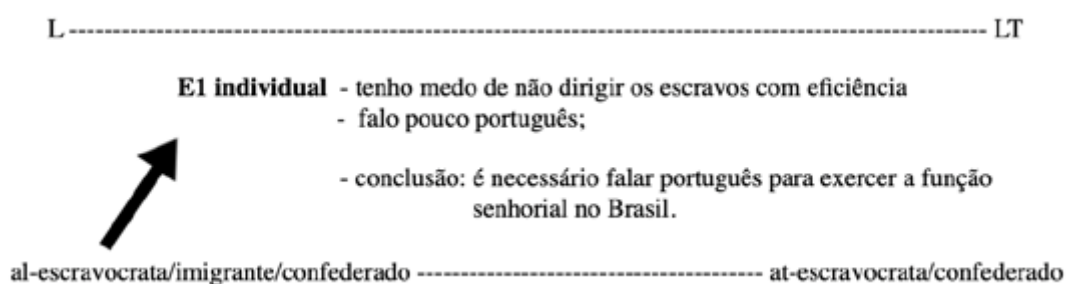 L ---------------------------------------------------------------------------------------------------------- LT
E1 individual - tenho medo de não dirigir os escravos com eficiência
- falo pouco português;
- conclusão: é necessário falar português para exercer a função
senhorial no Brasil.
al-escravocrata/imigrante/confederado ---------------------------------------- at-escravocrata/confederado